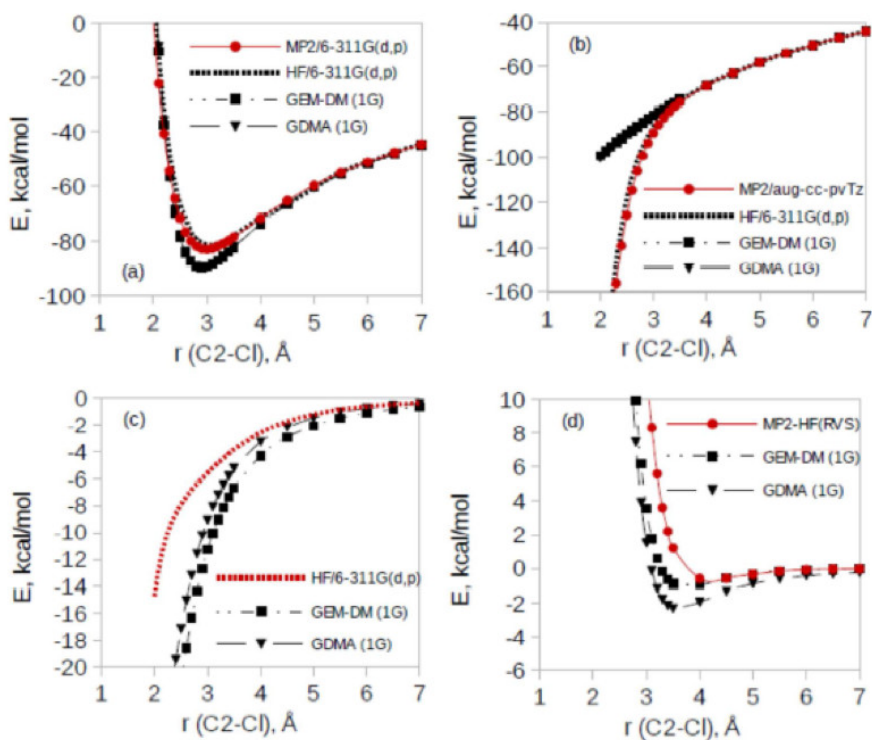 0
-20
-40
-60
-80
-100
E, kcal/mol
MP2/6-311G(d,p)
HF/6-311G(d,p)
GEM-DM (1G)
GDMA (1G)
(a)
1 2 3 4 5 6 7
r (C2-Cl), Å
-40
-60
-80
-100
-120
-140
-160
E, kcal/mol
(b)
MP2/aug-cc-pvTz
HF/6-311G(d,p)
GEM-DM (1G)
GDMA (1G)
1 2 3 4 5 6 7
r (C2-Cl), Å
0
-2
-4
-6
-8
-10
-12
-14
-16
-18
-20
E, kcal/mol
(c)
HF/6-311G(d,p)
GEM-DM (1G)
GDMA (1G)
1 2 3 4 5 6 7
r (C2-Cl), Å
10
8
6
4
2
0
-2
-4
-6
E, kcal/mol
(d)
MP2-HF(RVS)
GEM-DM (1G)
GDMA (1G)
1 2 3 4 5 6 7
r (C2-Cl), Å